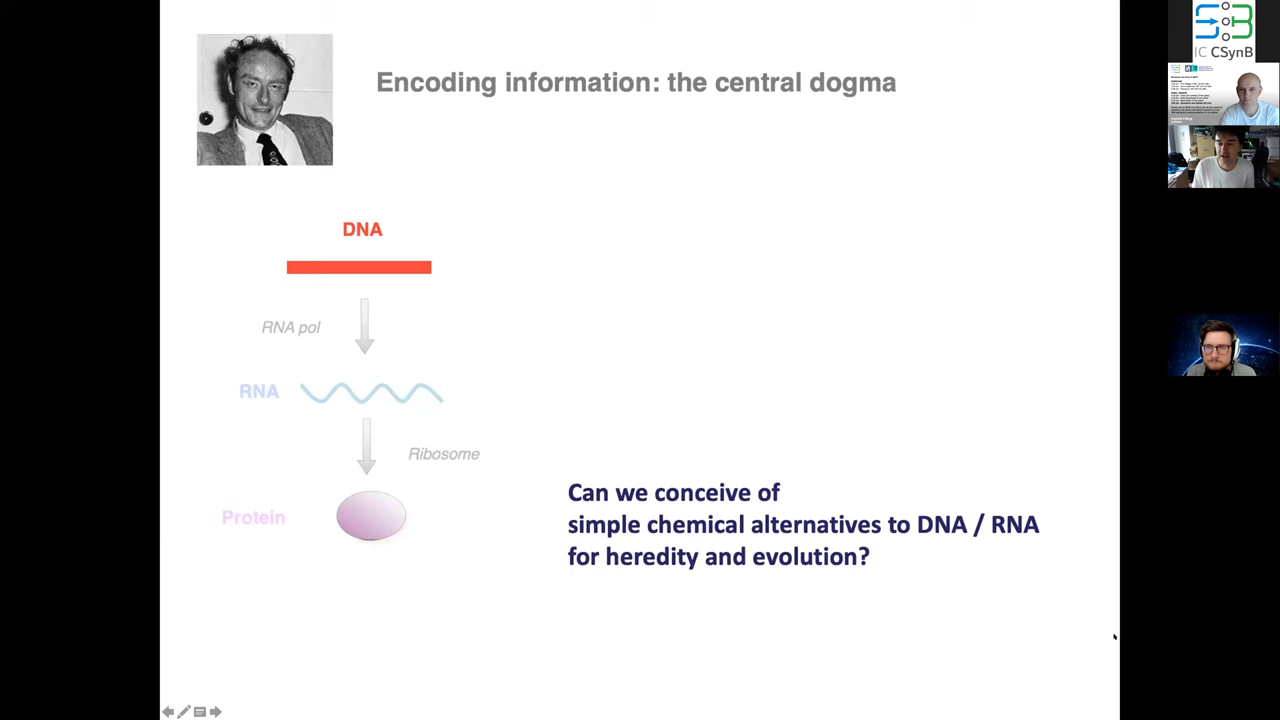 Encoding information: the central dogma
DNA
RNA pol
RNA
Ribosome
Protein
Can we conceive of
simple chemical alternatives to DNA / RNA
for heredity and evolution?
IC CSynB